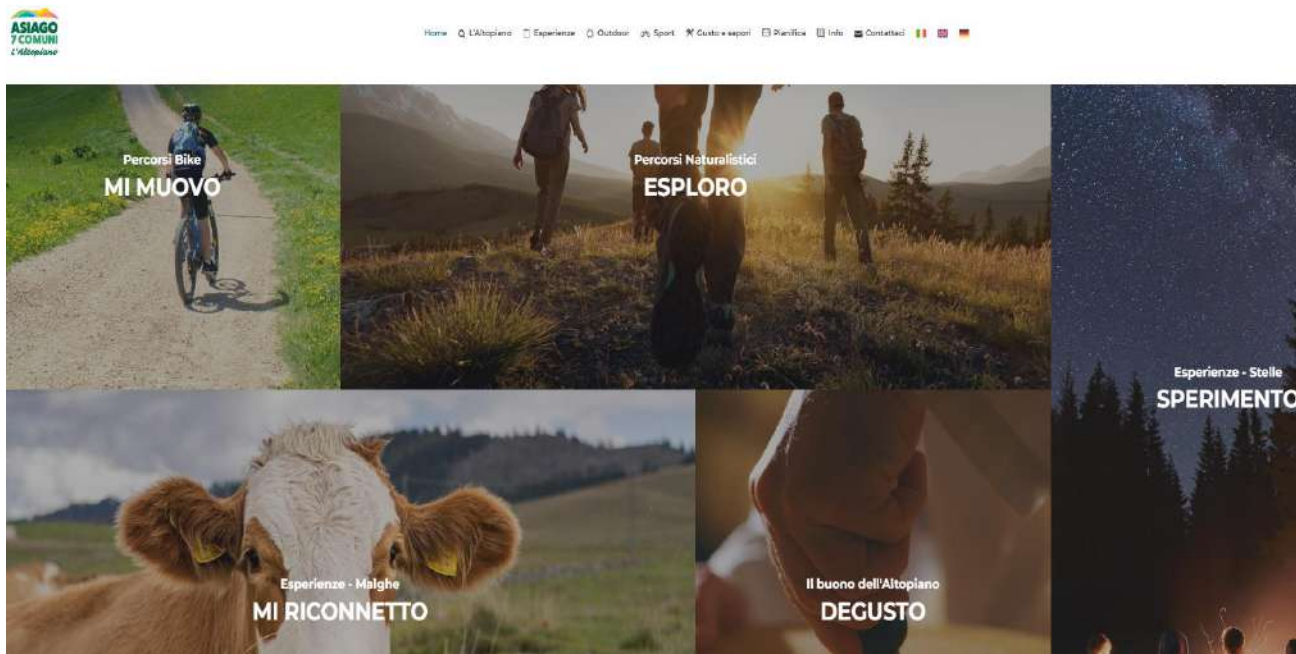 ASIAGO
7 COMUNI
L'Altopiano
Home L'Altopiano Esperienze Outdoor Sport Gusto e sapori Pianifica Info Contattaci
Percorsi Bike
MI MUOVO
Percorsi Naturalistici
ESPLORO
Esperienze - Stelle
SPERIMENTO
Esperienze - Malghe
MI RICONNETTO
Il buono dell'Altopiano
DEGUSTO